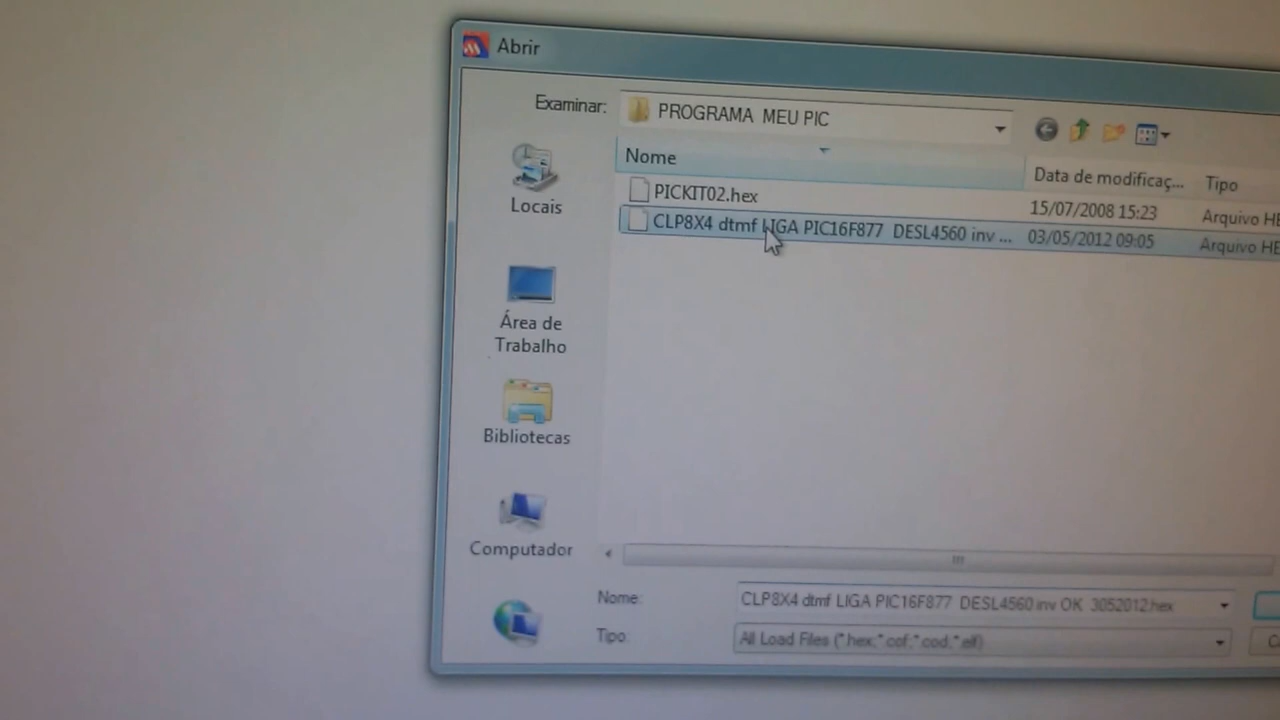 Abrir
Examinar: PROGRAMA MEU PIC
Nome Data de modificaç... Tipo
PICKIT02.hex 15/07/2008 15:23 Arquivo HE
CLP8X4 dtmf LIGA PIC16F877 DESL4560 inv ... 03/05/2012 09:05 Arquivo HE
Locais
Área de
Trabalho
Bibliotecas
Computador
Nome: CLP8X4 dtmf LIGA PIC16F877 DESL4560 inv OK 3052012.hex
Tipo All Load Files (*.hex;*.cof;*.cod;*.elf)